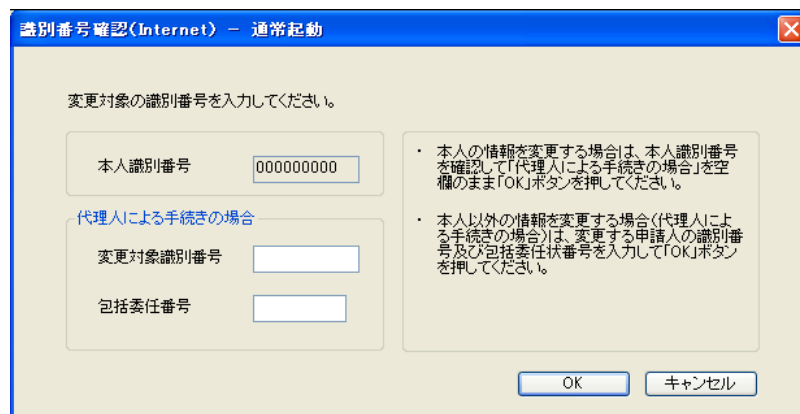 識別番号確認(Internet) － 通常起動
変更対象の識別番号を入力してください。
本人識別番号 000000000
代理人による手続きの場合
変更対象識別番号
包括委任番号
・ 本人の情報を変更する場合は、本人識別番号
を確認して｢代理人による手続きの場合｣を空
欄のまま｢OK｣ボタンを押してください。
・ 本人以外の情報を変更する場合(代理人によ
る手続きの場合)は、変更する申請人の識別番
号及び包括委任状番号を入力して｢OK｣ボタン
を押してください。
OK キャンセル